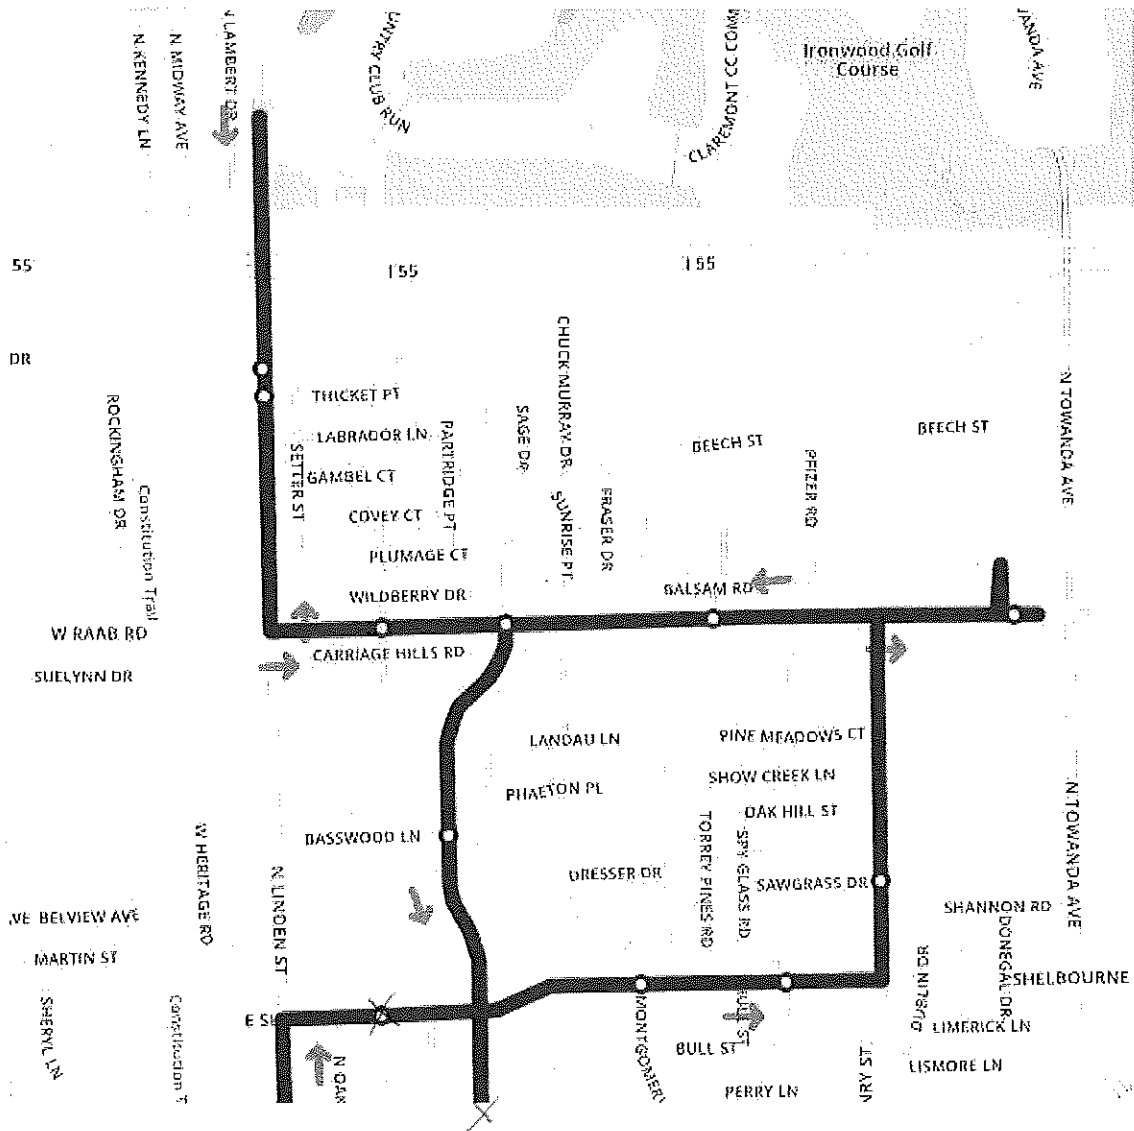 N LAMBERT DR
N MIDWAY AVE
N KENNEDY LN
UNTRY CLUB RUN
CLAREMONT CC
Ironwood Golf
Course
ANDA AVE
55
I 55
I 55
DR
THICKET PT
LABRADOR LN
GAMBEL CT
COVEY CT
PLUMAGE CT
WILDBERRY DR
SETTER ST
PARTRIDGE PT
SAGE DR
CHUCK MURRAY DR
SUNRISE PT
FRASER DR
BEECH ST
BEECH ST
PFIZER RD
N TOWANDA AVE
ROCKINGHAM DR
Constitution Trail
BALSAM RD
W RAAB RD
CARRIAGE HILLS RD
SUELYNN DR
LANDAU LN
PINE MEADOWS CT
SHOW CREEK LN
PHAETON PL
OAK HILL ST
BASSWOOD LN
DRESSER DR
TORREY PINES RD
SPY GLASS RD
SAWGRASS DR
N TOWANDA AVE
W HERITAGE RD
N LINDEN ST
VE BELVIEW AVE
MARTIN ST
SHANNON RD
DONEGAL DR
SHELBOURNE
SHERYL LN
Constitution T
E S
N OAK
MONTGOMERY
BULL ST
PERRY LN
ARY ST
LIMERICK LN
LISMORE LN